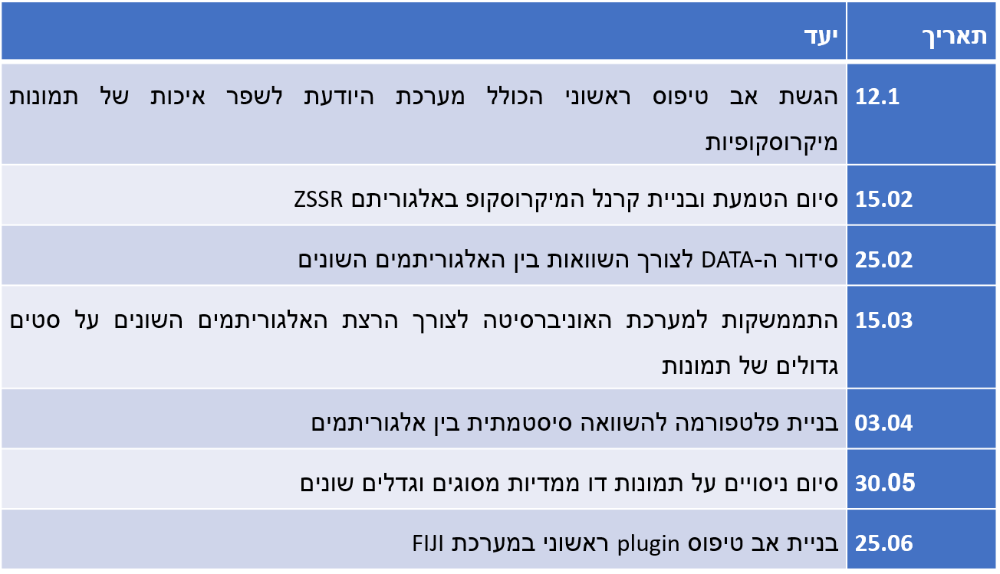 תאריך יעד
12.1 הגשת אב טיפוס ראשוני הכולל מערכת היודעת לשפר איכות של תמונות
מיקרוסקופיות
15.02 סיום הטמעת ובניית קרנל המיקרוסקופ באלגוריתם ZSSR
25.02 סידור ה-DATA לצורך השוואות בין האלגוריתמים השונים
15.03 התממשקות למערכת האוניברסיטה לצורך הרצת האלגוריתמים השונים על סטים
גדולים של תמונות
03.04 בניית פלטפורמה להשוואה סיסטמתית בין אלגוריתמים
30.05 סיום ניסויים על תמונות דו ממדיות מסוגים וגדלים שונים
25.06 בניית אב טיפוס plugin ראשוני במערכת FIJI